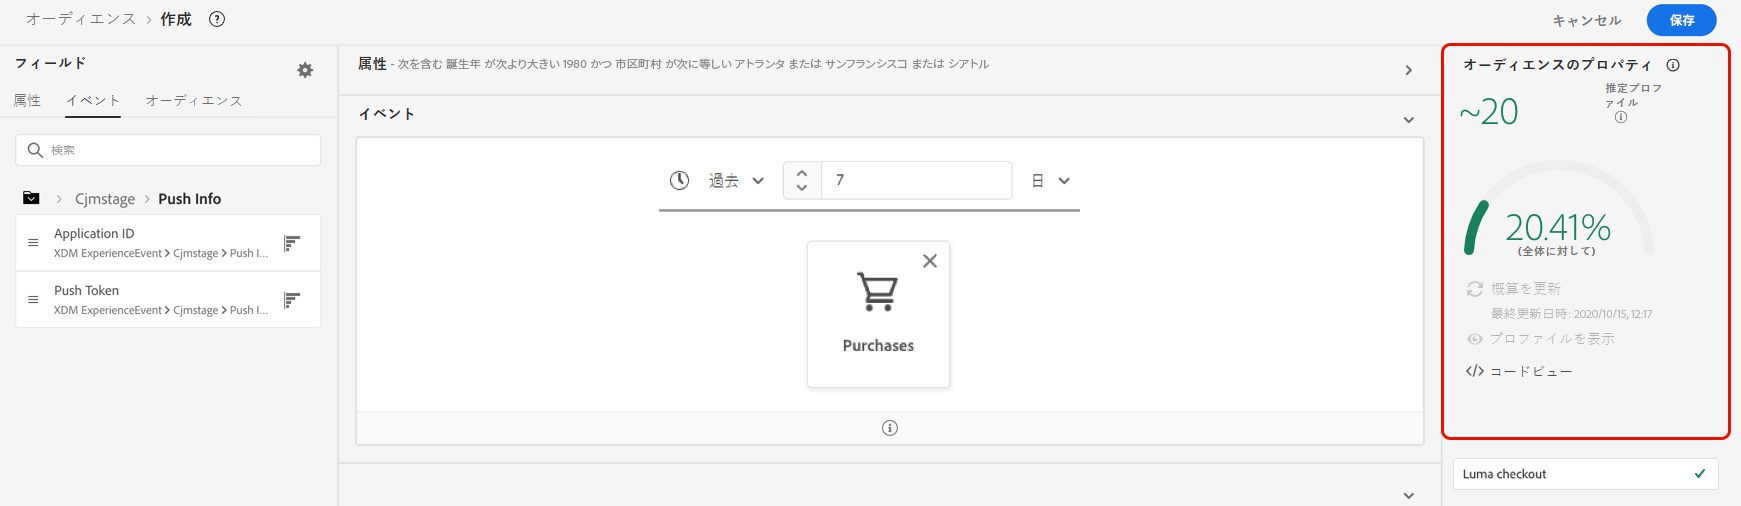 オーディエンス > 作成
キャンセル
保存
フィールド
属性 イベント オーディエンス
検索
Cjmstage > Push Info
Application ID
XDM ExperienceEvent > Cjmstage > Push I...
Push Token
XDM ExperienceEvent > Cjmstage > Push I...
属性 - 次を含む 誕生年 が次より大きい 1980 かつ 市区町村 が次に等しい アトランタ または サンフランシスコ または シアトル
イベント
過去 7 日
Purchases
オーディエンスのプロパティ
~20
推定プロフ
ァイル
20.41%
(全体に対して)
概算を更新
最終更新日時: 2020/10/15, 12:17
プロファイルを表示
</> コードビュー
Luma checkout